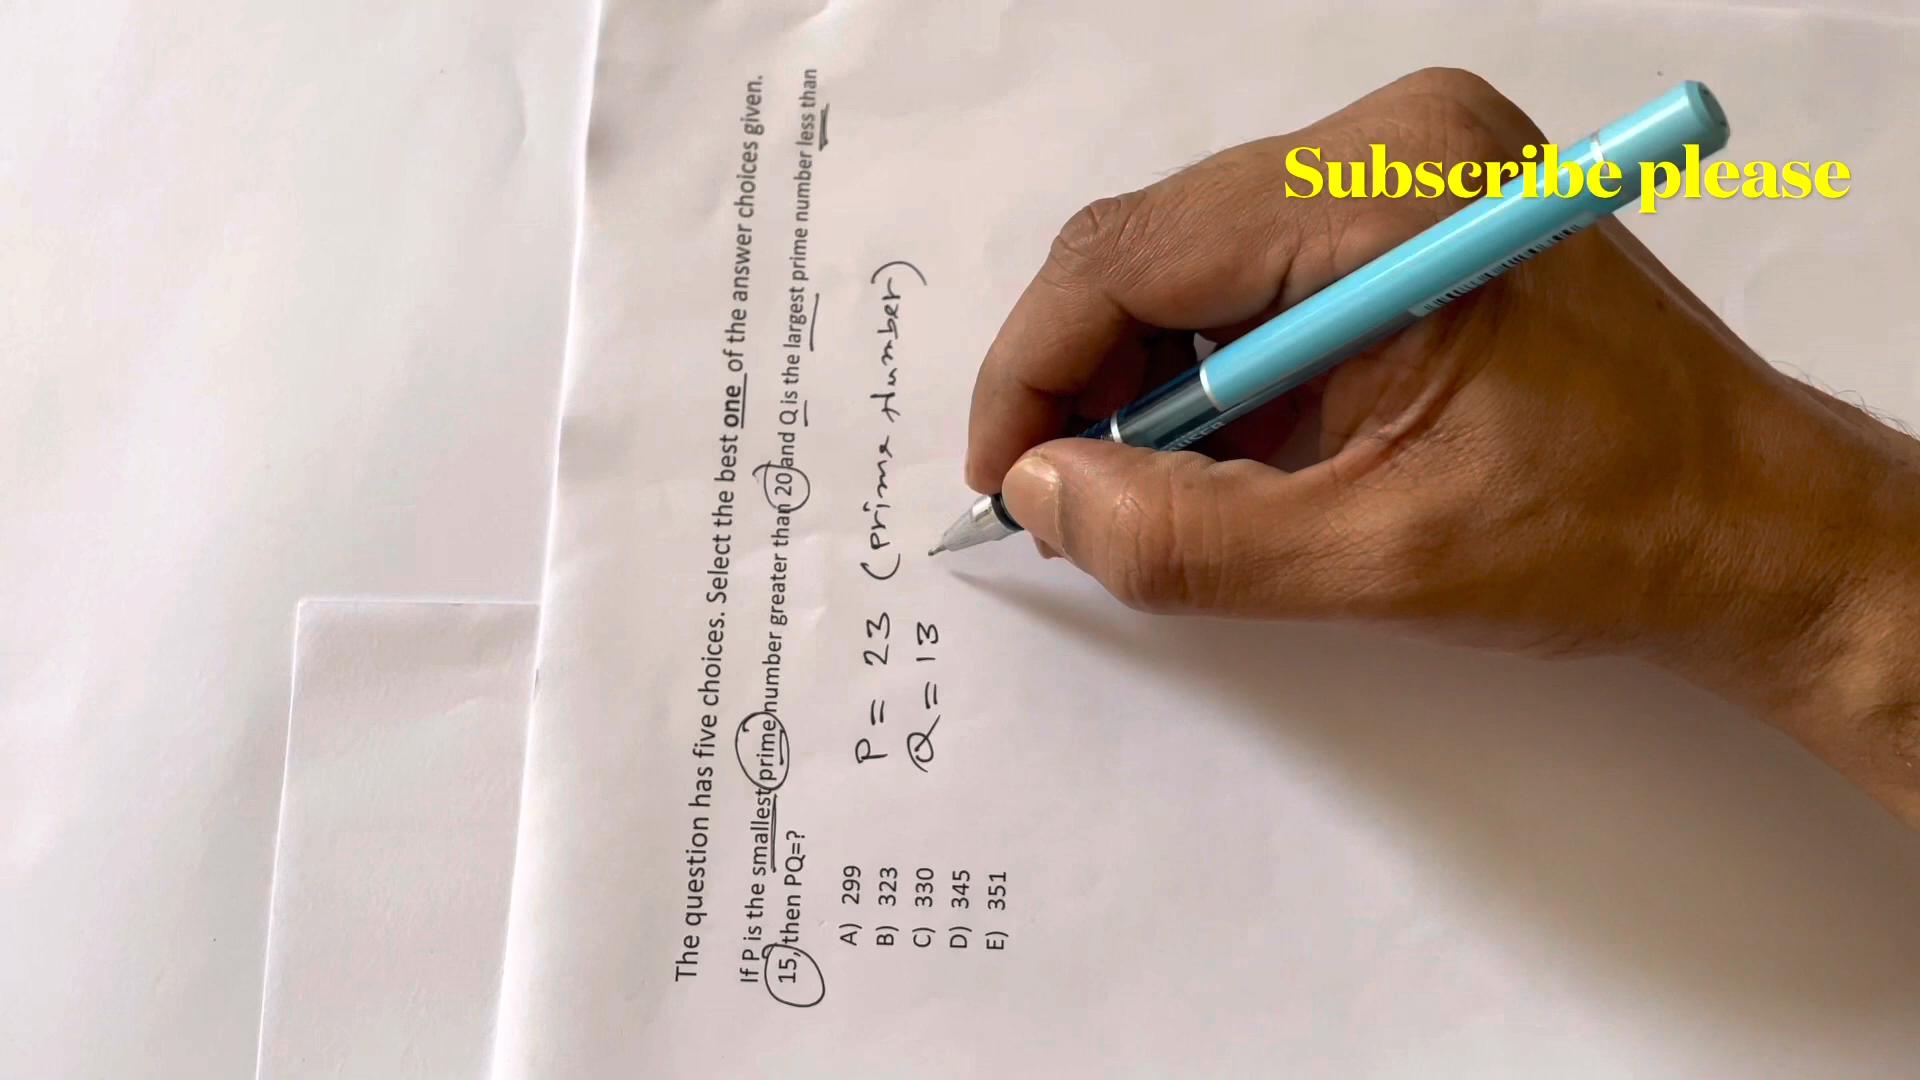 Subscribe please
The question has five choices. Select the best one of the answer choices given.
If P is the smallest prime number greater than 20 and Q is the largest prime number less than
15, then PQ=?
A) 299
B) 323
C) 330
D) 345
E) 351
P = 23 (Prime Number)
Q = 13